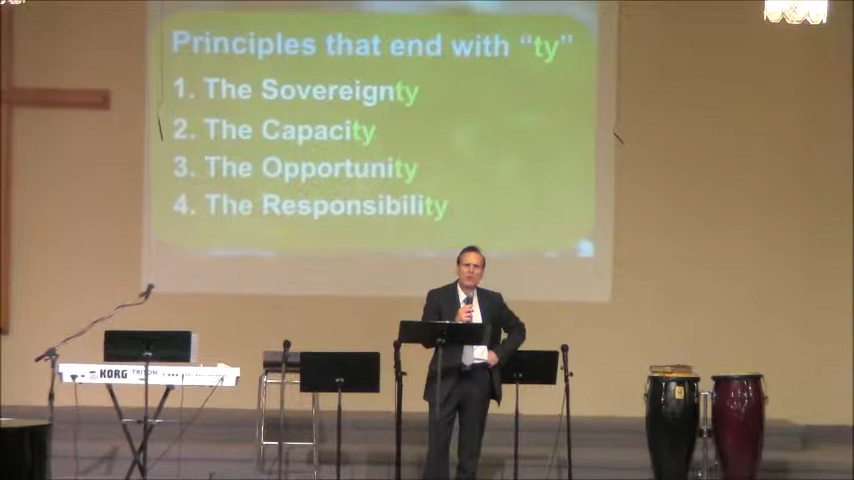 Principles that end with “ty”
1. The Sovereignty
2. The Capacity
3. The Opportunity
4. The Responsibility
KORG TRITON